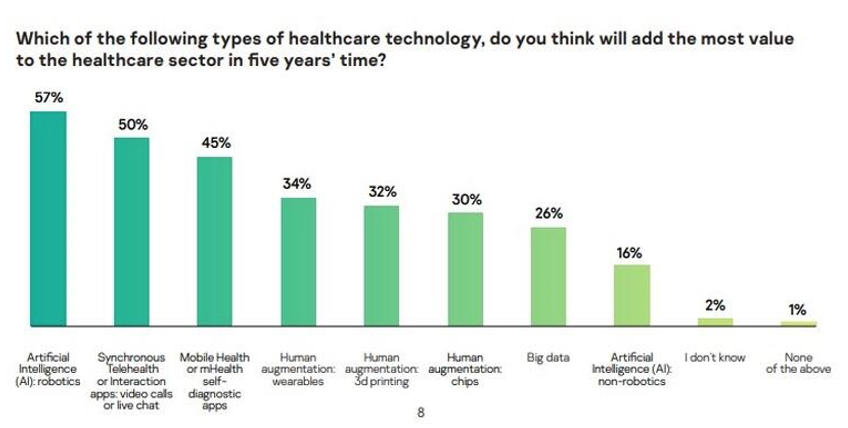 Which of the following types of healthcare technology, do you think will add the most value
to the healthcare sector in five years' time?
57%
50%
45%
34%
32%
30%
26%
16%
2%
1%
Artificial
Intelligence
(AI): robotics
Synchronous
Telehealth
or Interaction
apps: video calls
or live chat
Mobile Health
or mHealth
self-
diagnostic
apps
Human
augmentation:
wearables
Human
augmentation:
3d printing
Human
augmentation:
chips
Big data
Artificial
Intelligence (AI):
non-robotics
I don't know
None
of the above
8